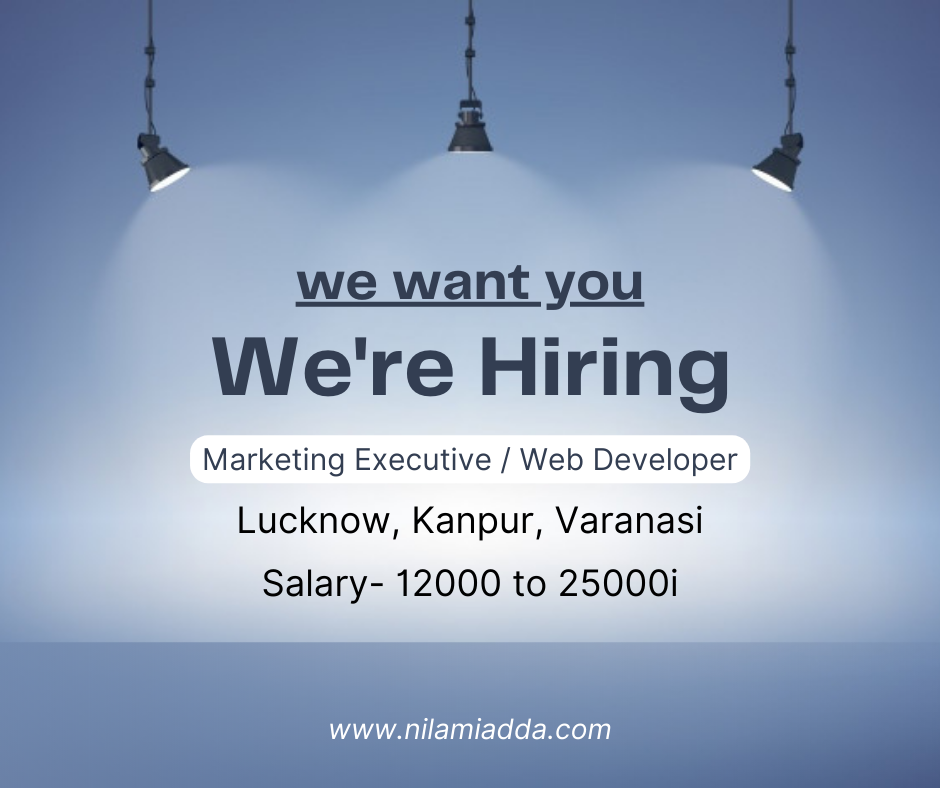 we want you
We're Hiring
Marketing Executive / Web Developer
Lucknow, Kanpur, Varanasi
Salary- 12000 to 25000i
www.nilamiadda.com